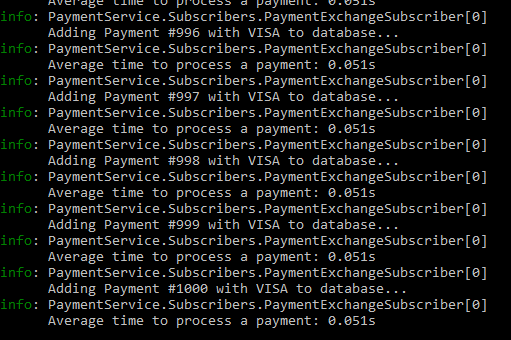 Average time to process a payment: 0.051s
info: PaymentService.Subscribers.PaymentExchangeSubscriber[0]
Adding Payment #996 with VISA to database...
info: PaymentService.Subscribers.PaymentExchangeSubscriber[0]
Average time to process a payment: 0.051s
info: PaymentService.Subscribers.PaymentExchangeSubscriber[0]
Adding Payment #997 with VISA to database...
info: PaymentService.Subscribers.PaymentExchangeSubscriber[0]
Average time to process a payment: 0.051s
info: PaymentService.Subscribers.PaymentExchangeSubscriber[0]
Adding Payment #998 with VISA to database...
info: PaymentService.Subscribers.PaymentExchangeSubscriber[0]
Average time to process a payment: 0.051s
info: PaymentService.Subscribers.PaymentExchangeSubscriber[0]
Adding Payment #999 with VISA to database...
info: PaymentService.Subscribers.PaymentExchangeSubscriber[0]
Average time to process a payment: 0.051s
info: PaymentService.Subscribers.PaymentExchangeSubscriber[0]
Adding Payment #1000 with VISA to database...
info: PaymentService.Subscribers.PaymentExchangeSubscriber[0]
Average time to process a payment: 0.051s